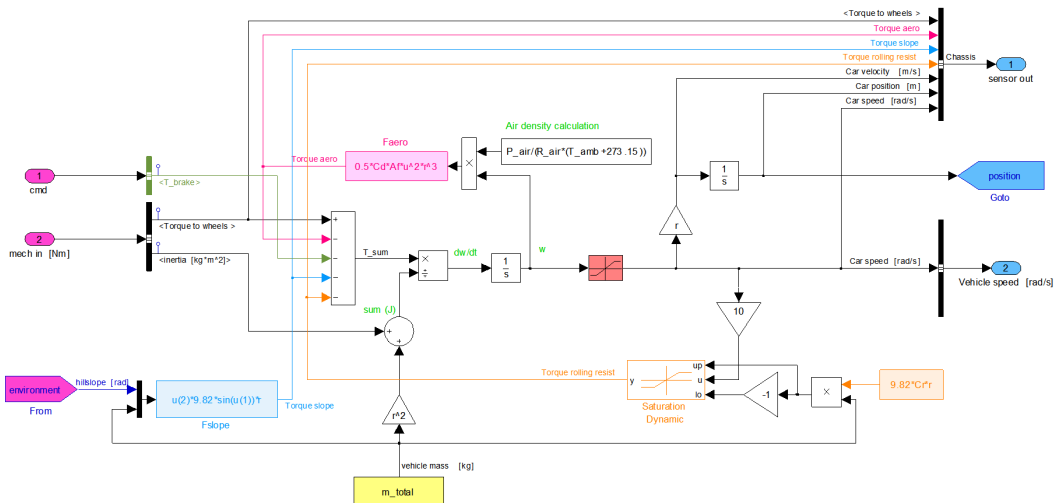 <Torque to wheels >
Torque aero
Torque slope
Torque rolling resist
Chassis
1
sensor out
Car velocity [m/s]
Car position [m]
Car speed [rad/s]
Air density calculation
Faero
P_air/(R_air*(T_amb +273 .15 ))
Torque aero
0.5*Cd*Af*u^2*r^3
×
1
cmd
<T_brake>
1
s
position
Goto
<Torque to wheels >
2
mech in [Nm]
<inertia [kg*m^2]>
+
−
−
−
−
r
T_sum
×
÷
dw/dt
1
s
w
Car speed [rad/s]
2
Vehicle speed [rad/s]
sum (J)
+
+
10
environment
From
hillslope [rad]
u(2)*9.82*sin(u(1))*r
Fslope
Torque slope
Torque rolling resist
y
up
u
lo
Saturation
Dynamic
-1
×
9.82*Cr*r
r^2
vehicle mass [kg]
m_total